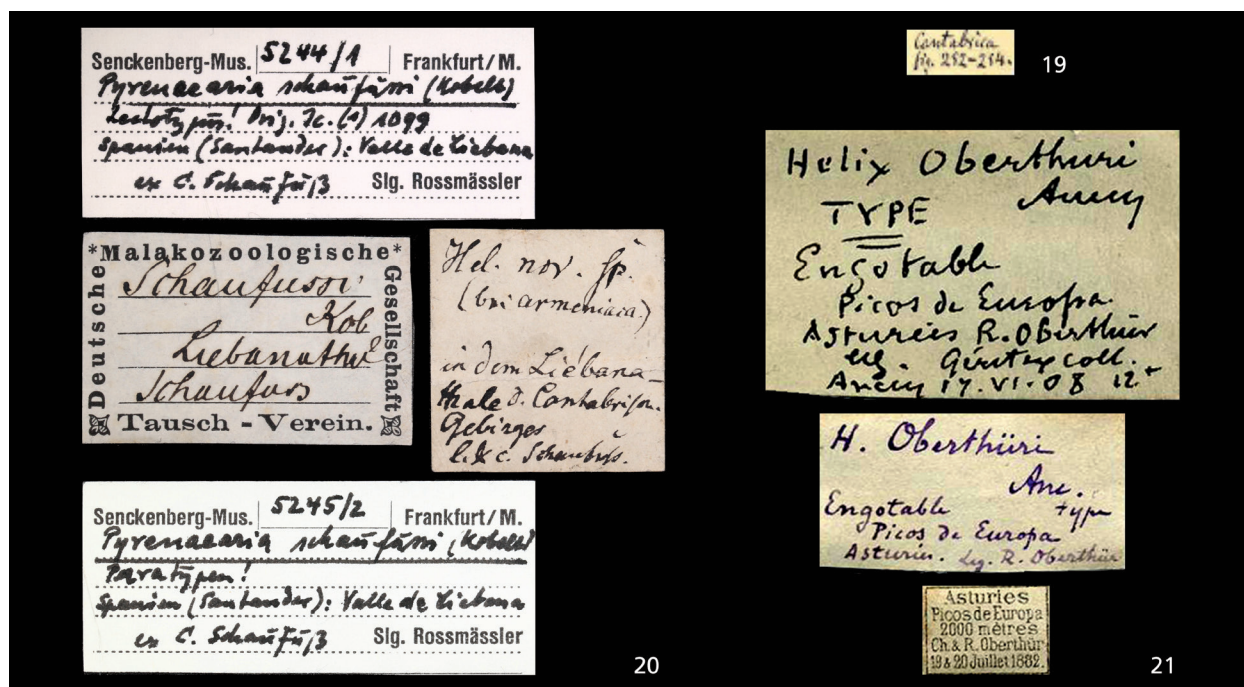 Senckenberg-Mus. 5244/1 Frankfurt/M.
Pyrenaearia schaufussi (Kobelt)
Lectotypus! Orig. Ic. (1) 1099
Spanien (Santander): Valle de Liebana
ex C. Schaufuß Slg. Rossmässler
*Malakozoologische*
Deutsche
Gesellschaft
Schaufussi
Kob
Liebanathal
Schaufuss
Tausch-Verein.
Hel. nov. sp.
(bei armeniaca.)
in dem Liébana-
thale d. Cantabrischen
Gebirges
C. Schaufuss.
Senckenberg-Mus. 5245/2 Frankfurt/M.
Pyrenaearia schaufussi (Kobelt)
Paratypen!
Spanien (Santander): Valle de Liebana
ex C. Schaufuß Slg. Rossmässler
20
Cantabrica
fig. 252-254.
19
Helix Oberthuri
Ancey
TYPE
Engotable
Picos de Europa
Asturies R. Oberthür
leg. coll.
Ancey 17.VI.08
H. Oberthüri
Anc.
type
Engotable
Picos de Europa
Asturies. Leg. R. Oberthür
Asturies
Picos de Europa
2000 mètres
Ch. & R. Oberthür
19 & 20 Juillet 1882.
21